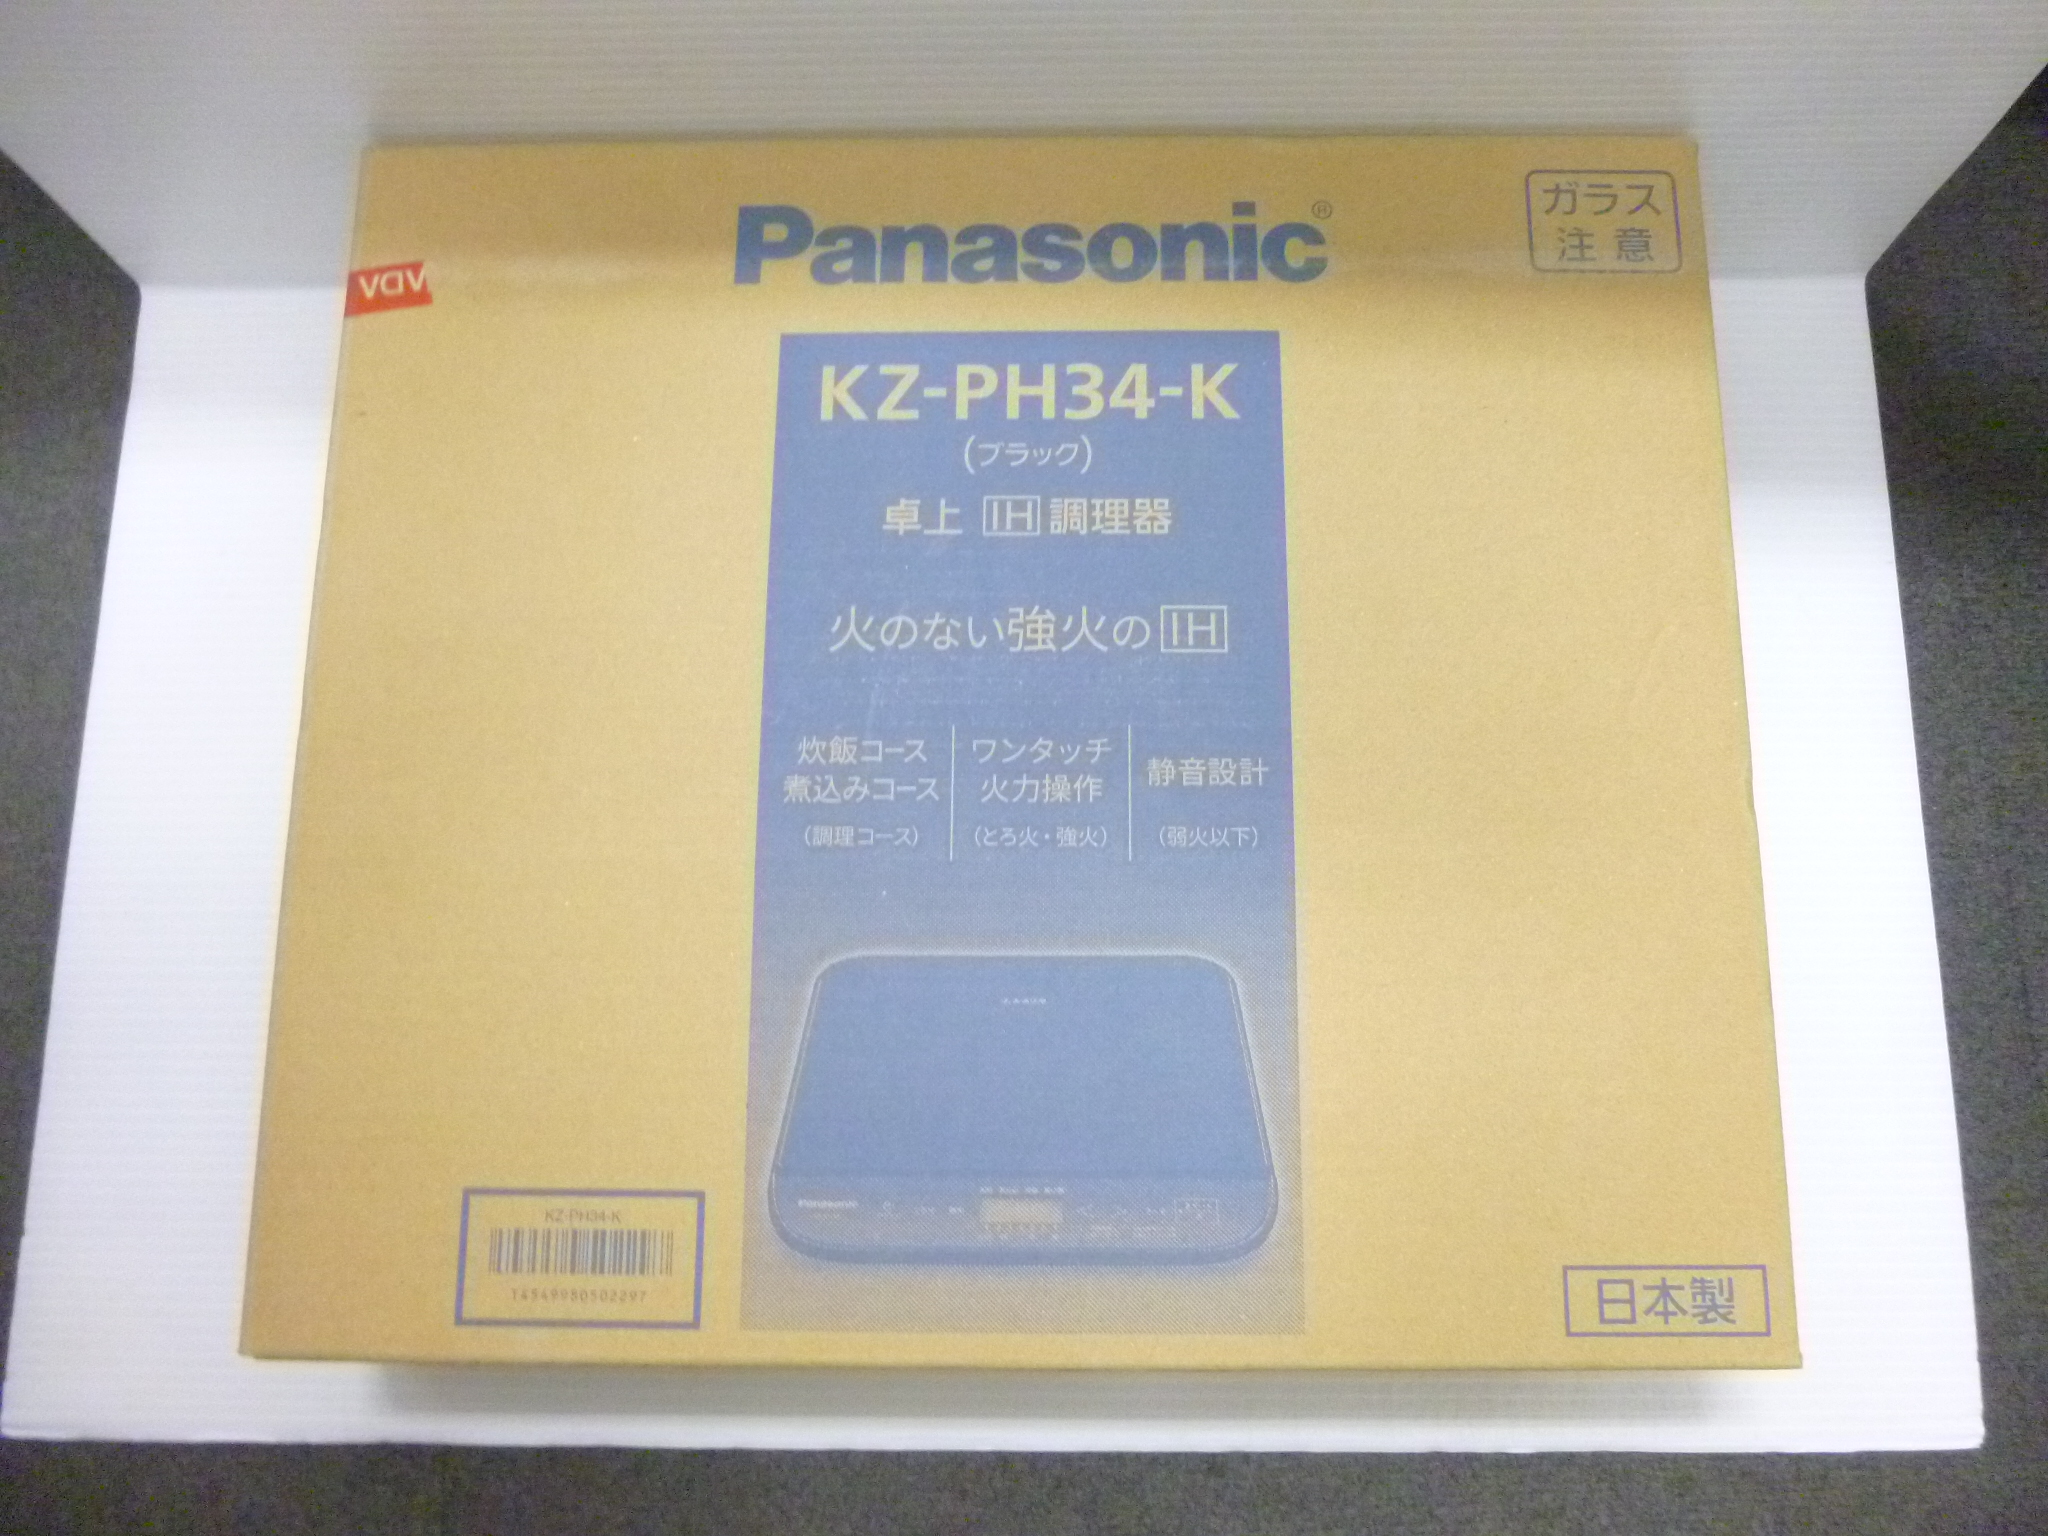 Panasonic®
ガラス
注意
VAV
KZ-PH34-K
(ブラック)
卓上 IH 調理器
火のない強火の IH
炊飯コース
煮込みコース
(調理コース)
ワンタッチ
火力操作
(とろ火・強火)
静音設計
(弱火以下)
Panasonic
KZ-PH34-K
日本製